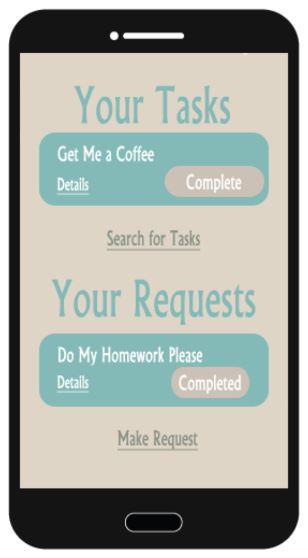 Your Tasks
Get Me a Coffee
Details
Complete
Search for Tasks
Your Requests
Do My Homework Please
Details
Completed
Make Request